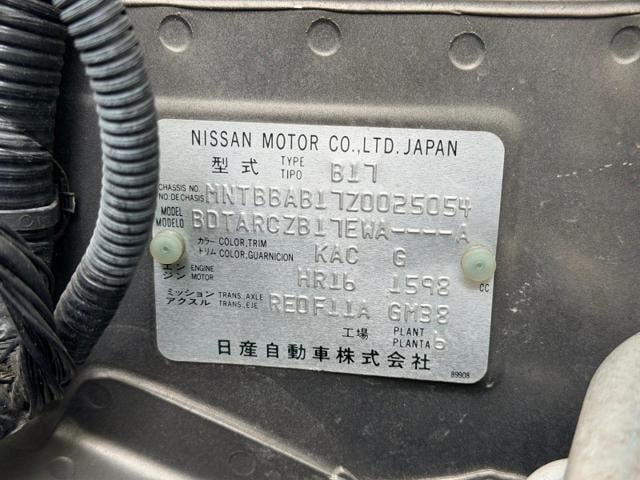 NISSAN MOTOR CO.,LTD. JAPAN
型式 TYPE TIPO B17
CHASSIS NO. NO. DE CHASIS MNTBBAB17Z0025054
MODEL MODELO BDTARCZB17EWA----A
カラー COLOR, TRIM トリム COLOR, GUARNICION KAC G
エンジン ENGINE MOTOR HR16 1598 CC
ミッション TRANS. AXLE アクスル TRANS. EJE RE0F11A GM38
工場 PLANT PLANTA 6
日産自動車株式会社
89908